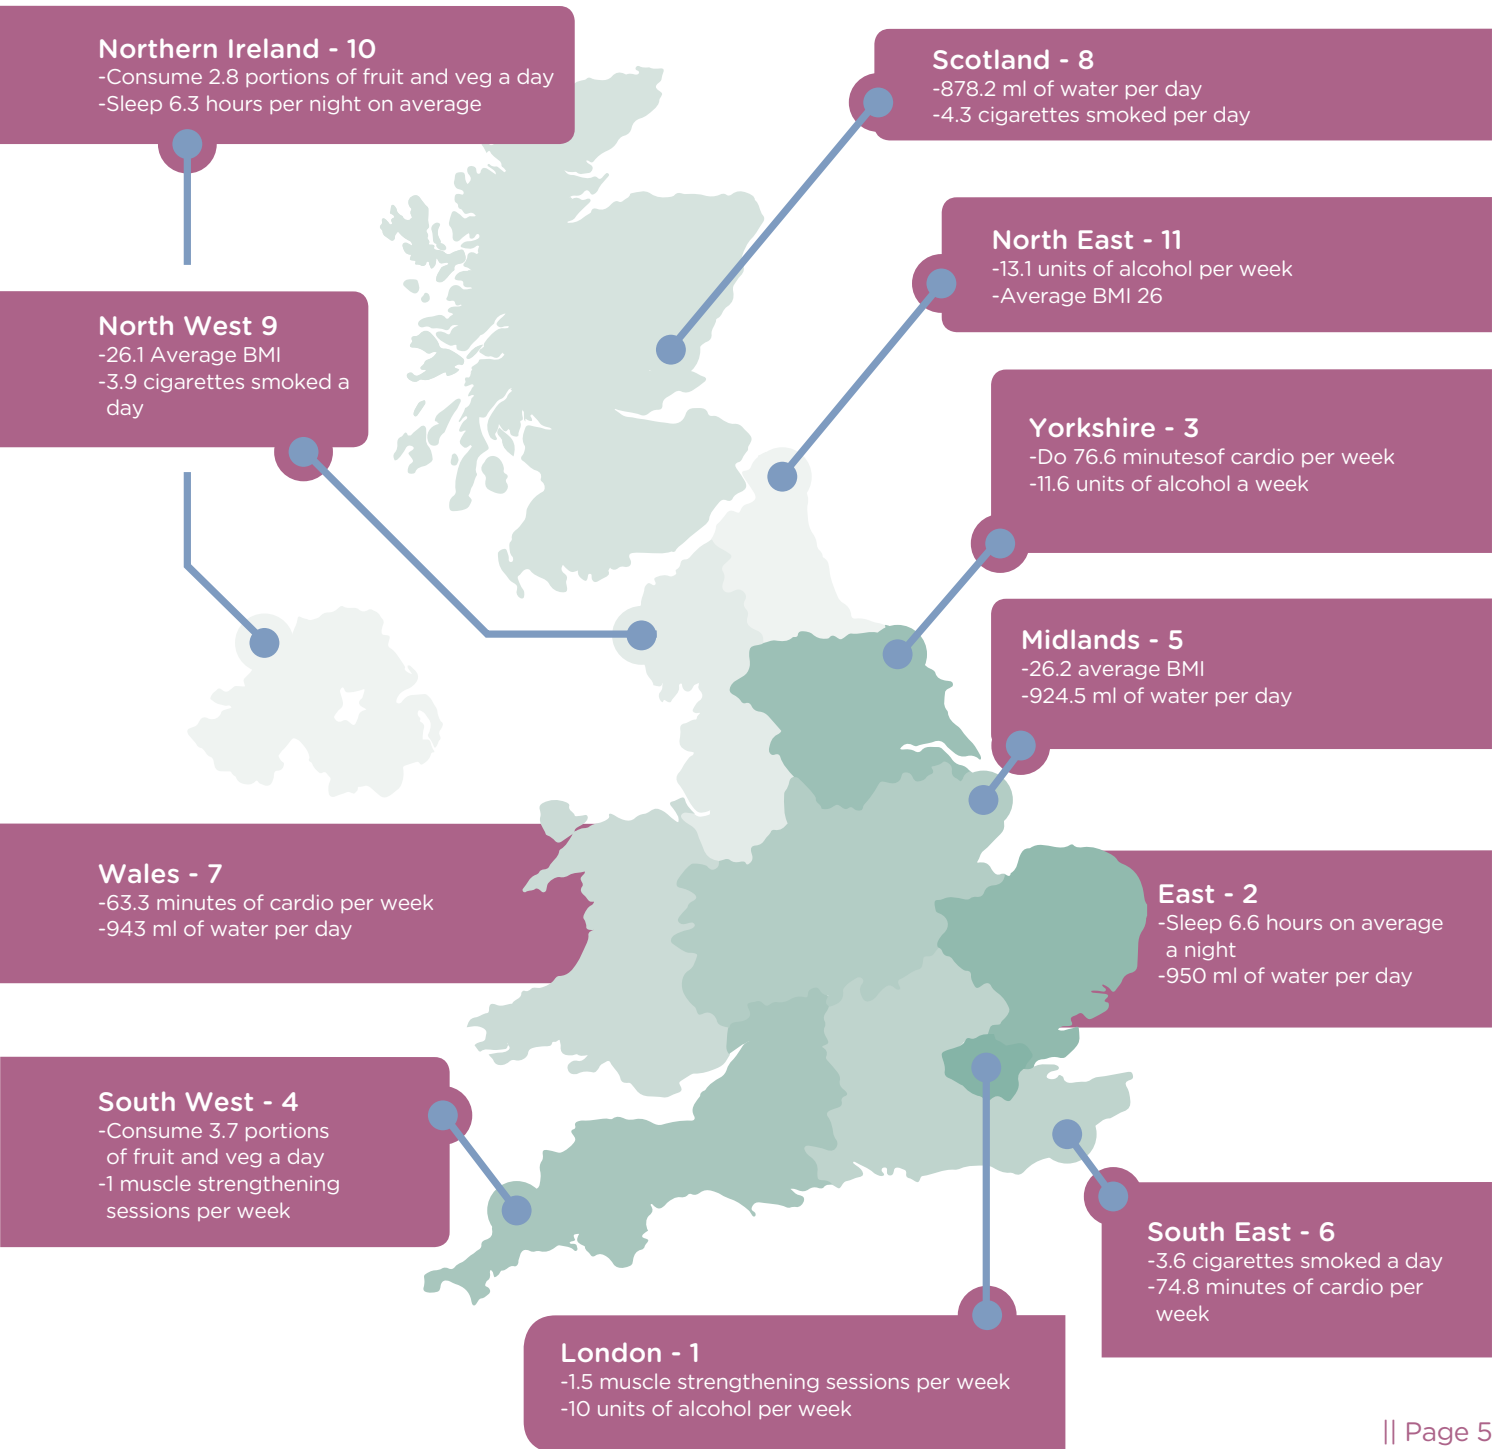 Northern Ireland - 10
-Consume 2.8 portions of fruit and veg a day
-Sleep 6.3 hours per night on average
Scotland - 8
-878.2 ml of water per day
-4.3 cigarettes smoked per day
North East - 11
-13.1 units of alcohol per week
-Average BMI 26
North West 9
-26.1 Average BMI
-3.9 cigarettes smoked a
day
Yorkshire - 3
-Do 76.6 minutesof cardio per week
-11.6 units of alcohol a week
Midlands - 5
-26.2 average BMI
-924.5 ml of water per day
Wales - 7
-63.3 minutes of cardio per week
-943 ml of water per day
East - 2
-Sleep 6.6 hours on average
a night
-950 ml of water per day
South West - 4
-Consume 3.7 portions
of fruit and veg a day
-1 muscle strengthening
sessions per week
South East - 6
-3.6 cigarettes smoked a day
-74.8 minutes of cardio per
week
London - 1
-1.5 muscle strengthening sessions per week
-10 units of alcohol per week
|| Page 5